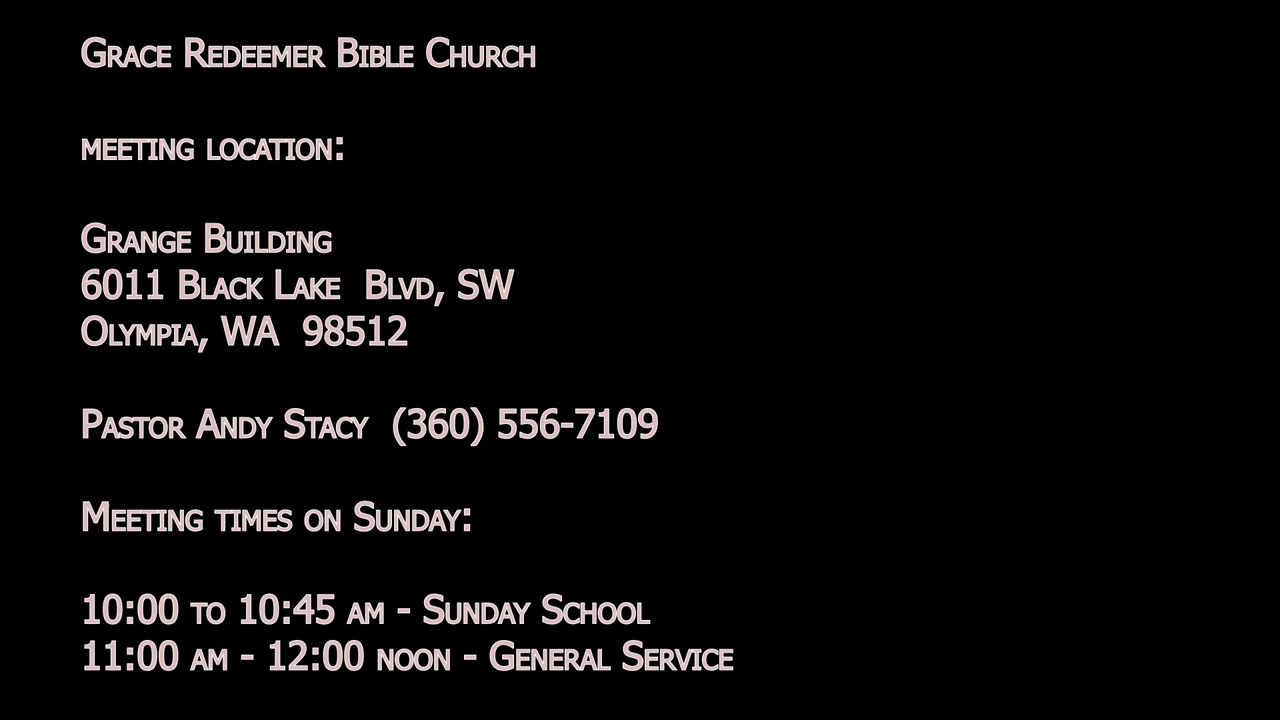 Grace Redeemer Bible Church
meeting location:
Grange Building
6011 Black Lake  Blvd, SW
Olympia, WA  98512
Pastor Andy Stacy  (360) 556-7109
Meeting times on Sunday:
10:00 to 10:45 am - Sunday School
11:00 am - 12:00 noon - General Service